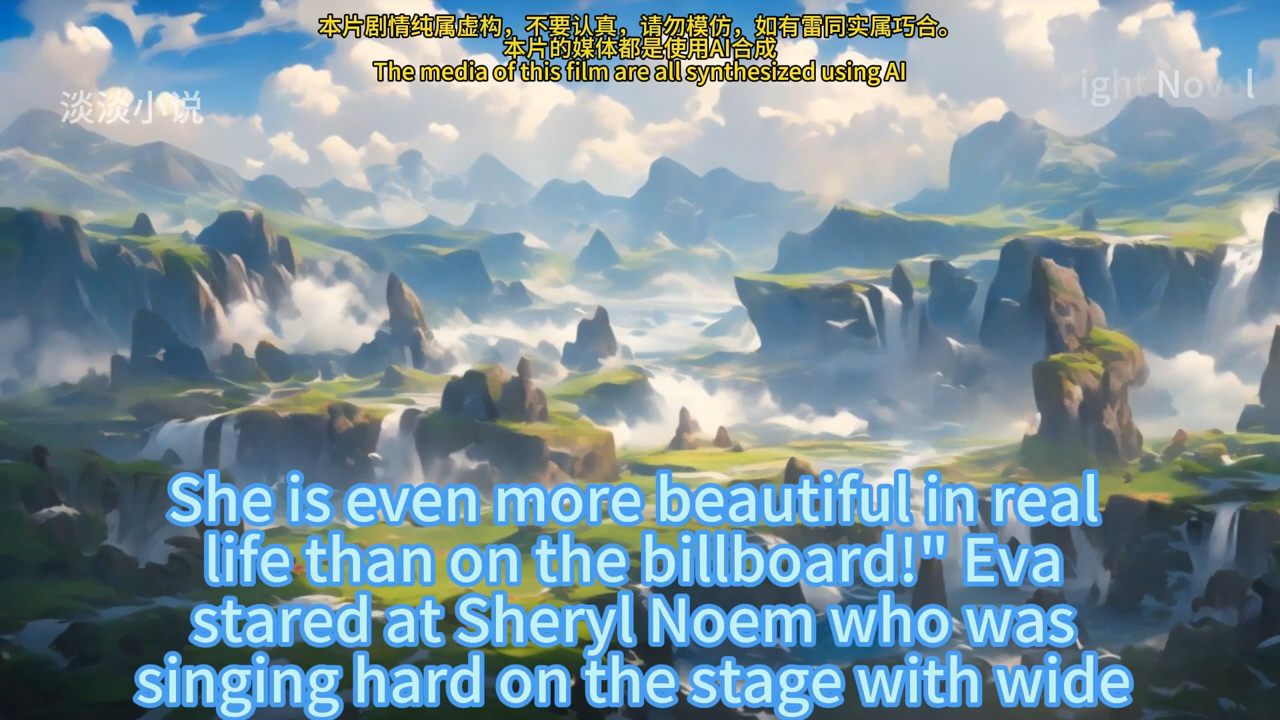 本片剧情纯属虚构，不要认真，请勿模仿，如有雷同实属巧合。
本片的媒体都是使用AI合成
The media of this film are all synthesized using AI
淡淡小说
ight Novel
She is even more beautiful in real
life than on the billboard!" Eva
stared at Sheryl Noem who was
singing hard on the stage with wide